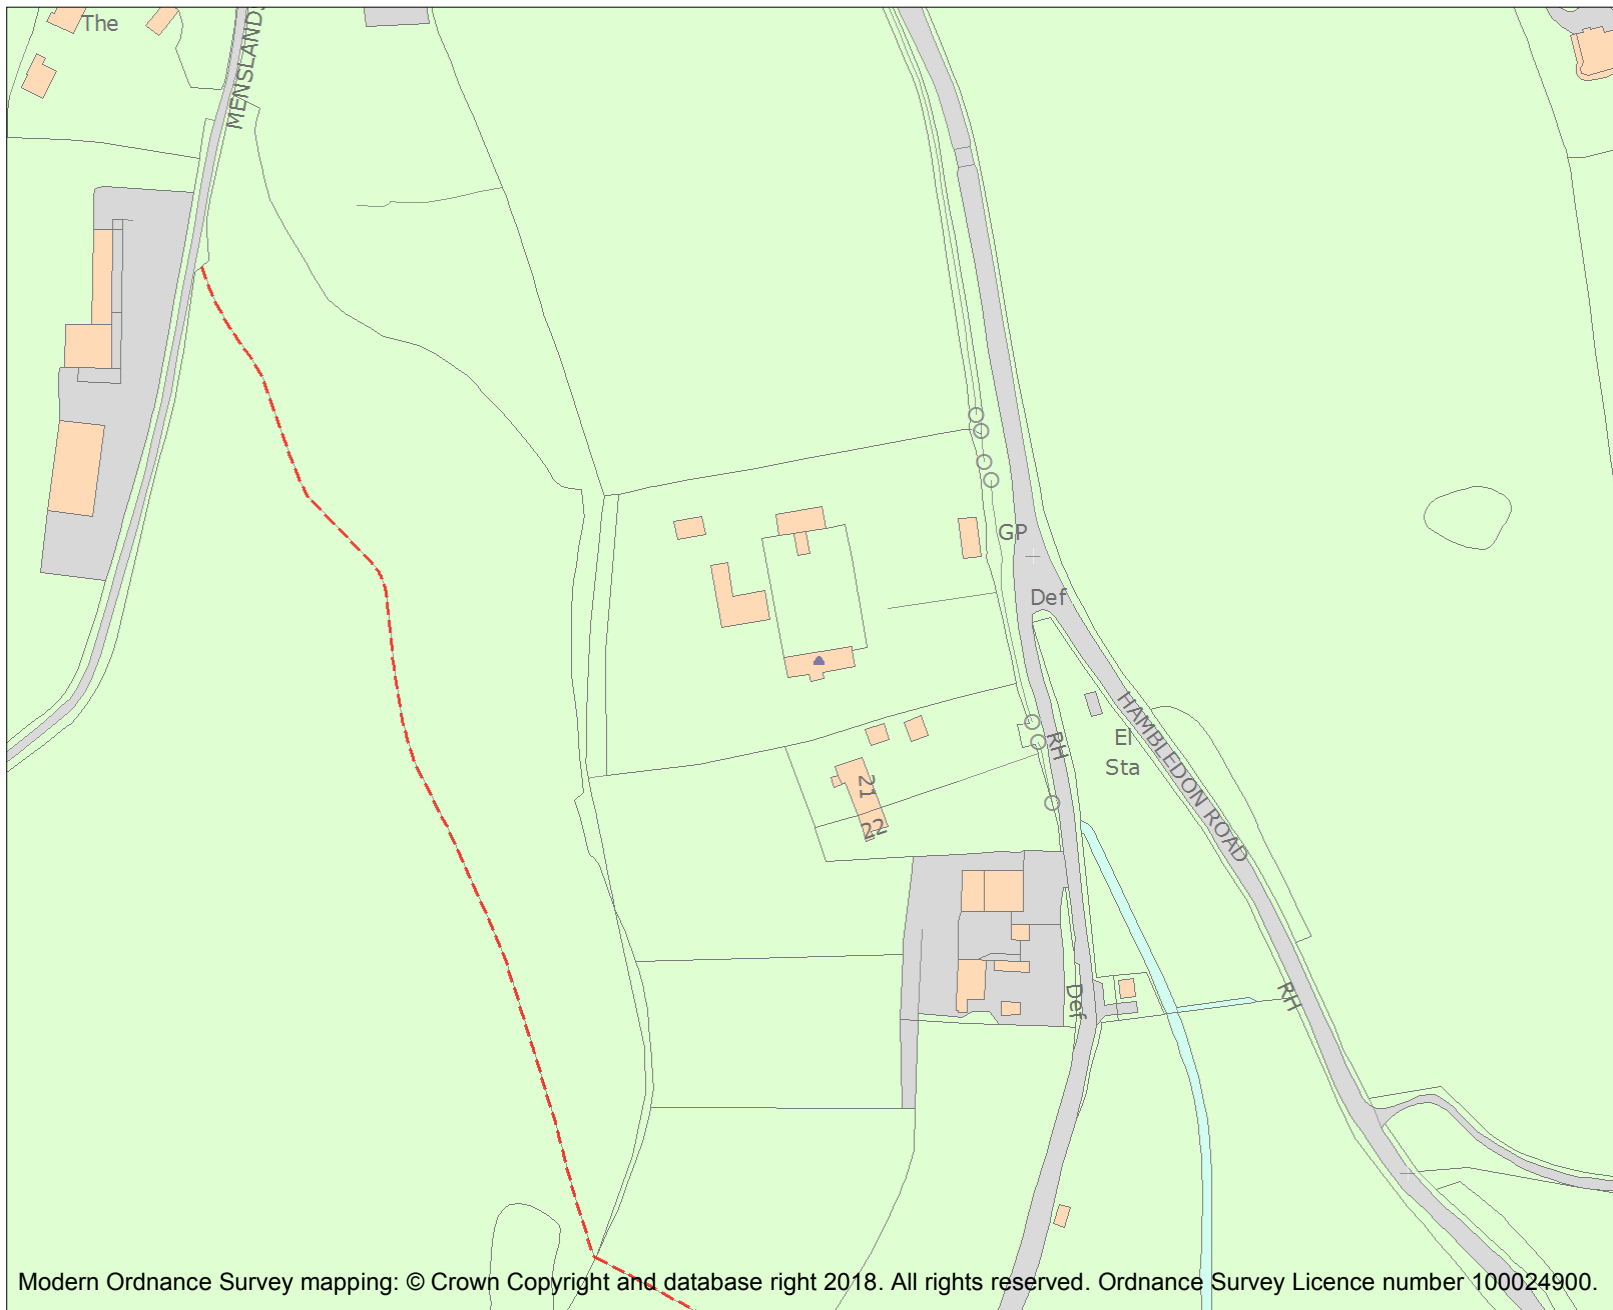 The
MENSLANDS
GP
Def
HAMBLEDON ROAD
RH
El
Sta
21
22
Def
RH
Modern Ordnance Survey mapping: © Crown Copyright and database right 2018. All rights reserved. Ordnance Survey Licence number 100024900.